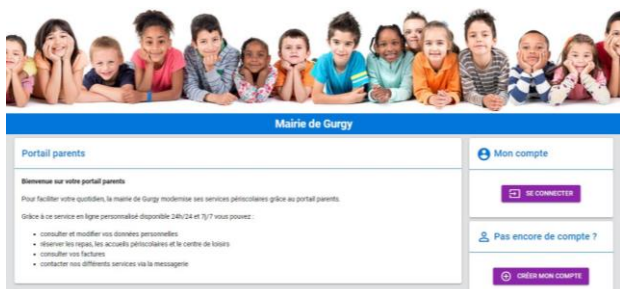 Mairie de Gurgy
Portail parents
Bienvenue sur votre portail parents
Pour faciliter votre quotidien, la mairie de Gurgy modernise ses services périscolaires grâce au portail parents.
Grâce à ce service en ligne personnalisé disponible 24h/24 et 7j/7 vous pouvez :
• consulter et modifier vos données personnelles
• réserver les repas, les accueils périscolaires et le centre de loisirs
• consulter vos factures
• contacter nos différents services via la messagerie
Mon compte
SE CONNECTER
Pas encore de compte ?
CRÉER MON COMPTE